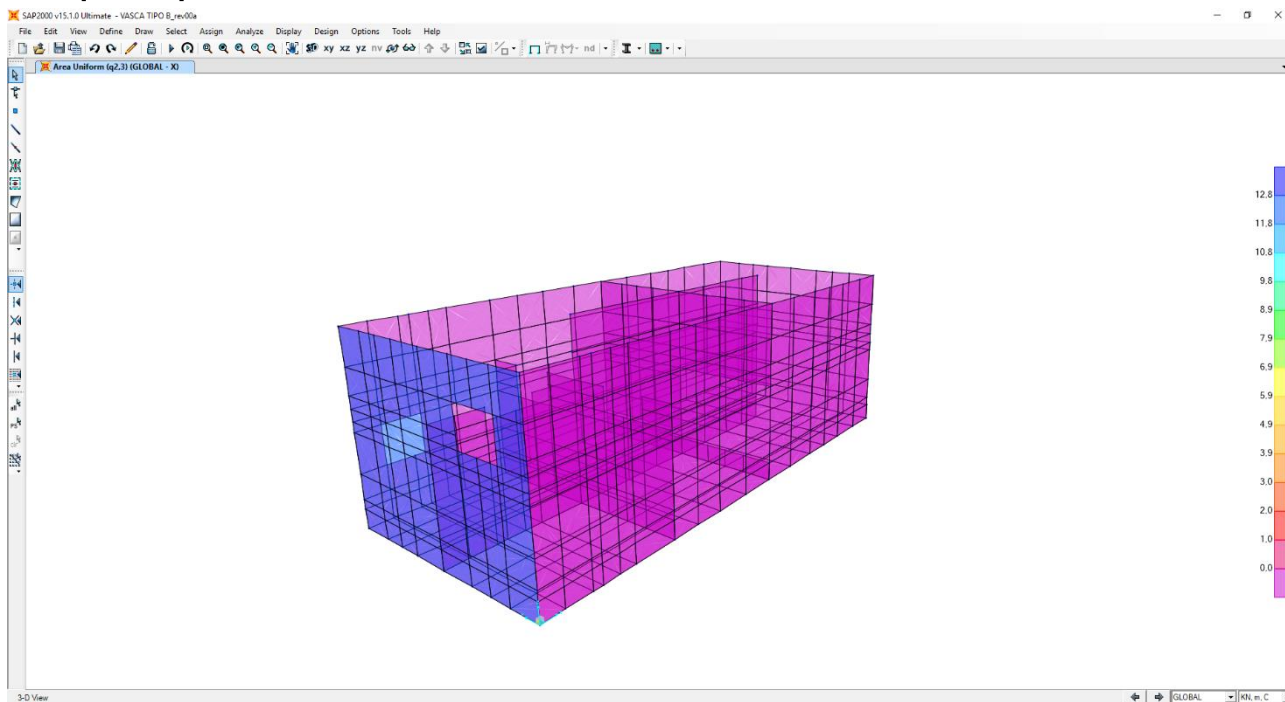 SAP2000 v15.1.0 Ultimate - VASCA TIPO B_rev00a
File Edit View Define Draw Select Assign Analyze Display Design Options Tools Help
xy xz yz nv nd
Area Uniform (q2,3) (GLOBAL - X)
12.8
11.8
10.8
9.8
8.9
7.9
6.9
5.9
4.9
3.9
3.0
2.0
1.0
0.0
3-D View
GLOBAL
KN, m, C